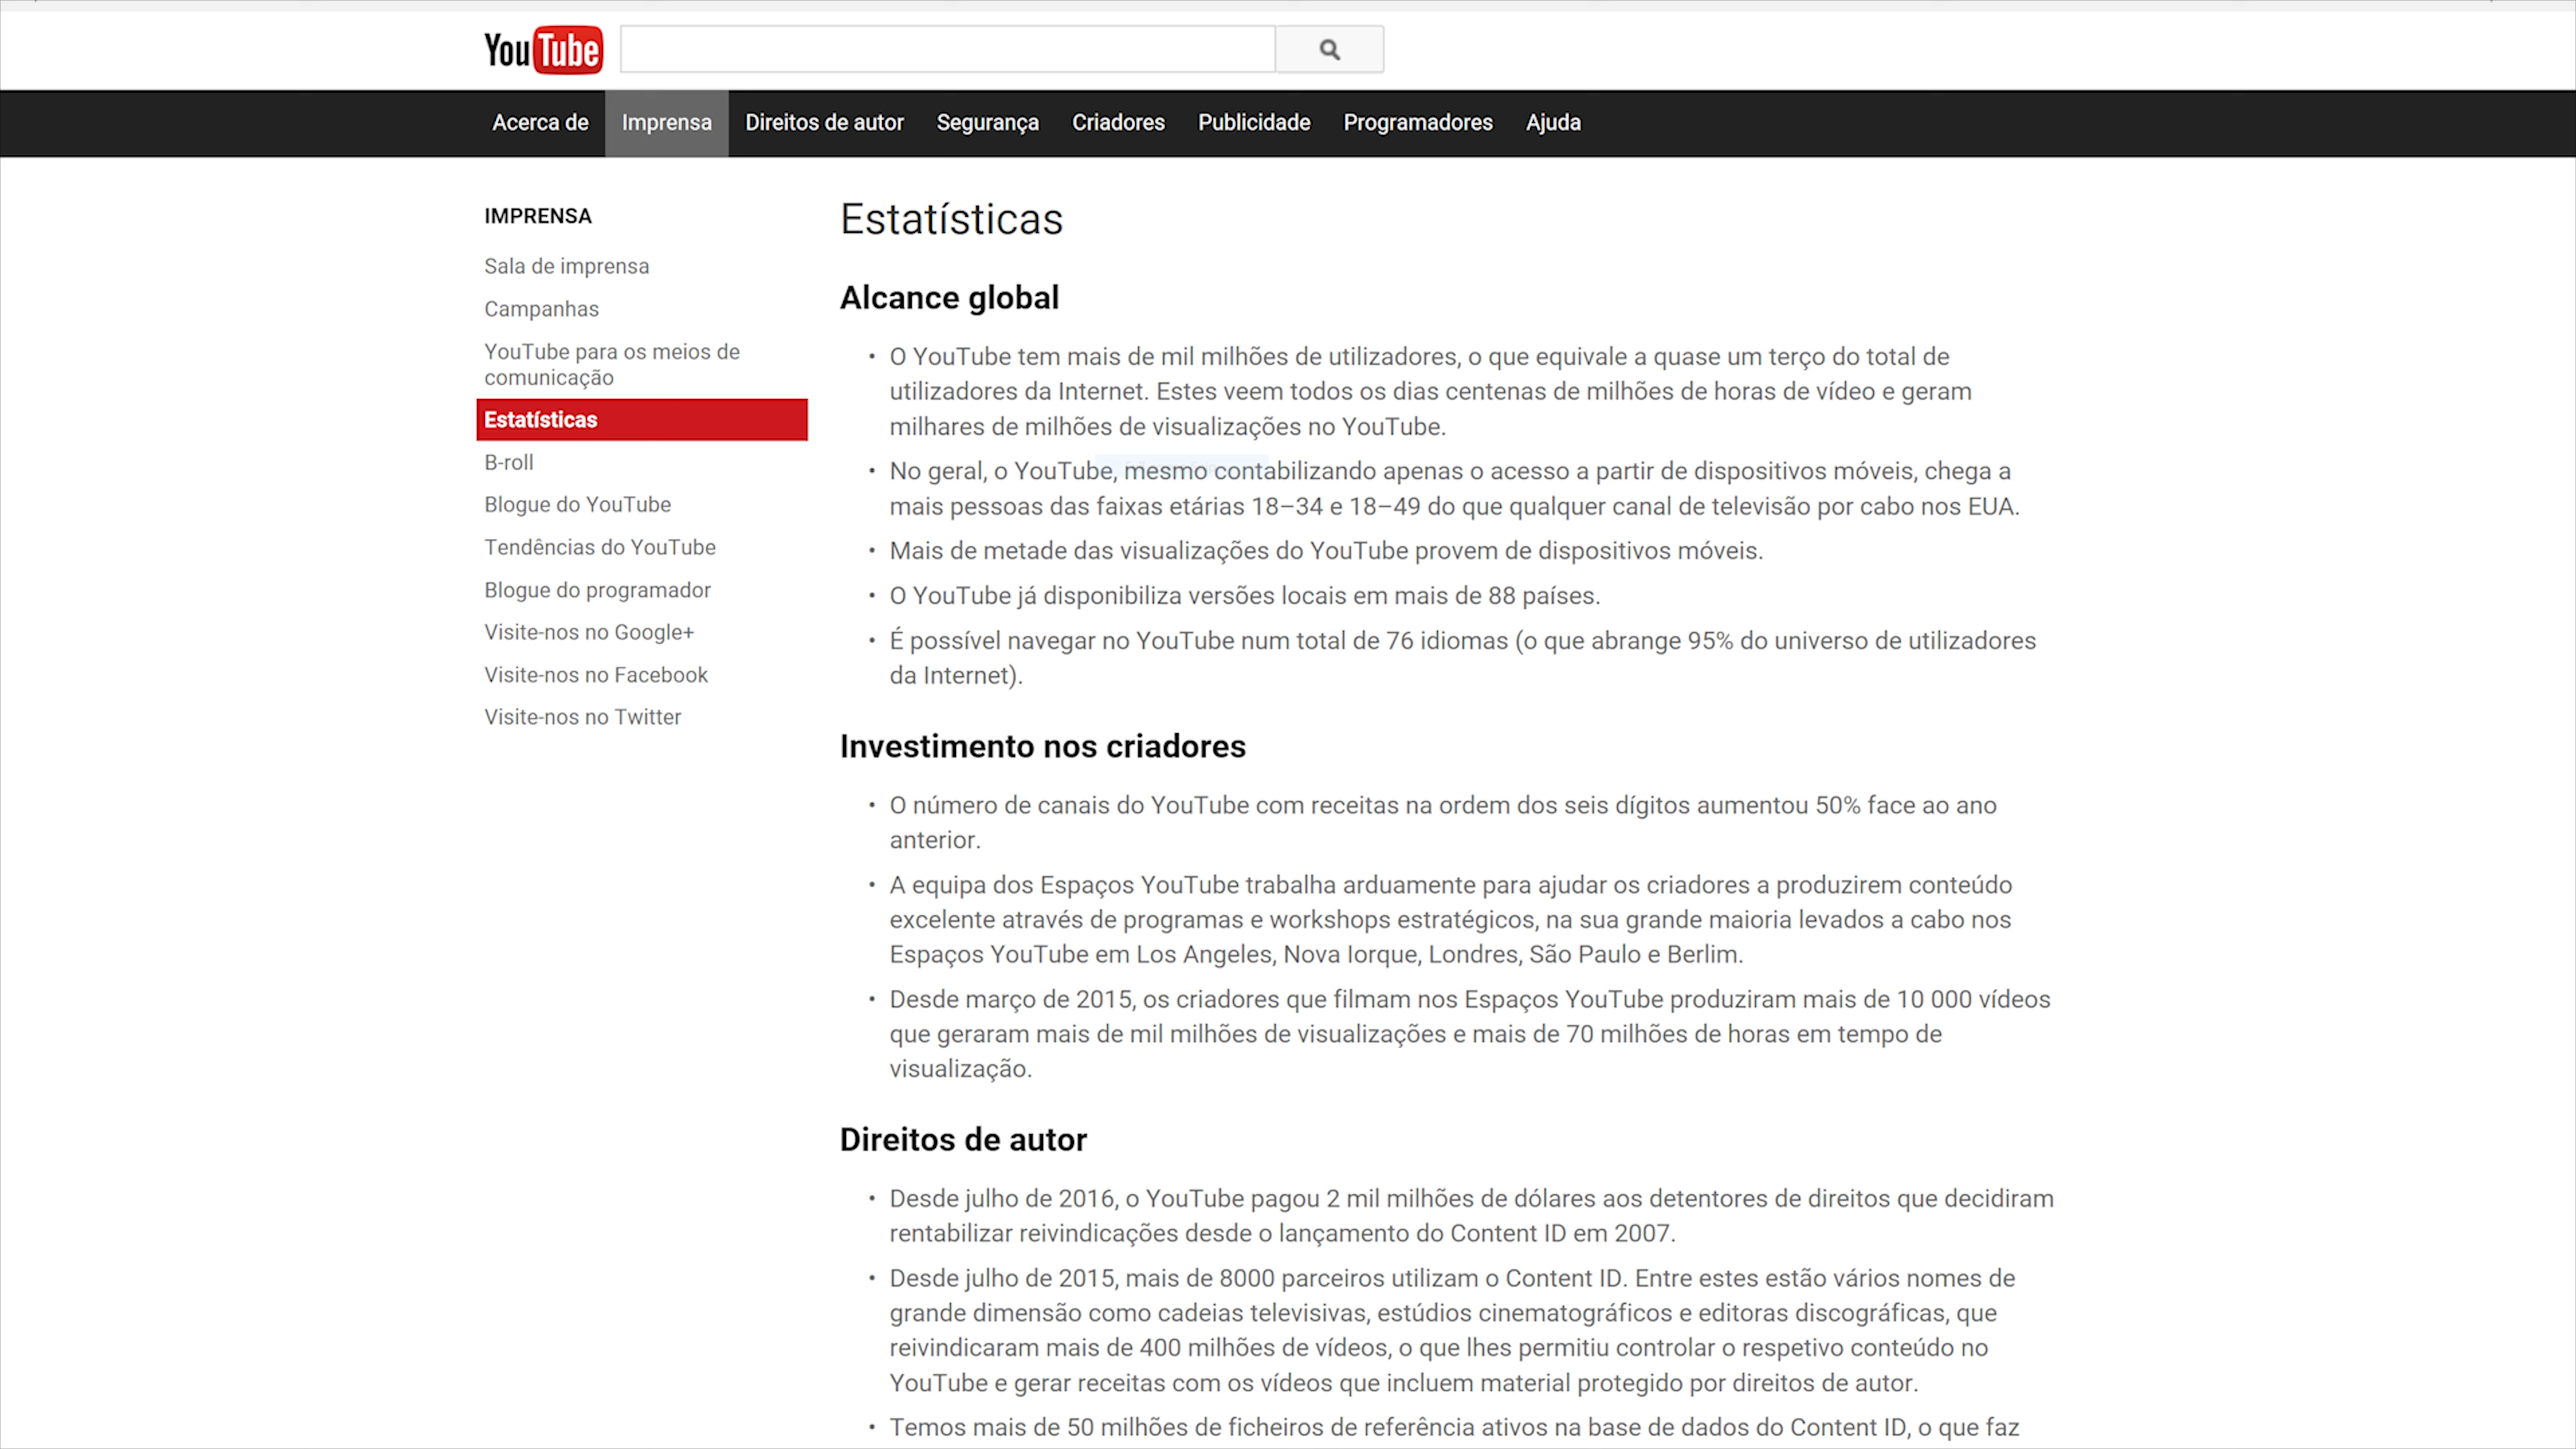 YouTube
Acerca de Imprensa Direitos de autor Segurança Criadores Publicidade Programadores Ajuda
IMPRENSA
Sala de imprensa
Campanhas
YouTube para os meios de
comunicação
Estatísticas
B-roll
Blogue do YouTube
Tendências do YouTube
Blogue do programador
Visite-nos no Google+
Visite-nos no Facebook
Visite-nos no Twitter
Estatísticas
Alcance global
• O YouTube tem mais de mil milhões de utilizadores, o que equivale a quase um terço do total de
utilizadores da Internet. Estes veem todos os dias centenas de milhões de horas de vídeo e geram
milhares de milhões de visualizações no YouTube.
• No geral, o YouTube, mesmo contabilizando apenas o acesso a partir de dispositivos móveis, chega a
mais pessoas das faixas etárias 18–34 e 18–49 do que qualquer canal de televisão por cabo nos EUA.
• Mais de metade das visualizações do YouTube provem de dispositivos móveis.
• O YouTube já disponibiliza versões locais em mais de 88 países.
• É possível navegar no YouTube num total de 76 idiomas (o que abrange 95% do universo de utilizadores
da Internet).
Investimento nos criadores
• O número de canais do YouTube com receitas na ordem dos seis dígitos aumentou 50% face ao ano
anterior.
• A equipa dos Espaços YouTube trabalha arduamente para ajudar os criadores a produzirem conteúdo
excelente através de programas e workshops estratégicos, na sua grande maioria levados a cabo nos
Espaços YouTube em Los Angeles, Nova Iorque, Londres, São Paulo e Berlim.
• Desde março de 2015, os criadores que filmam nos Espaços YouTube produziram mais de 10 000 vídeos
que geraram mais de mil milhões de visualizações e mais de 70 milhões de horas em tempo de
visualização.
Direitos de autor
• Desde julho de 2016, o YouTube pagou 2 mil milhões de dólares aos detentores de direitos que decidiram
rentabilizar reivindicações desde o lançamento do Content ID em 2007.
• Desde julho de 2015, mais de 8000 parceiros utilizam o Content ID. Entre estes estão vários nomes de
grande dimensão como cadeias televisivas, estúdios cinematográficos e editoras discográficas, que
reivindicaram mais de 400 milhões de vídeos, o que lhes permitiu controlar o respetivo conteúdo no
YouTube e gerar receitas com os vídeos que incluem material protegido por direitos de autor.
• Temos mais de 50 milhões de ficheiros de referência ativos na base de dados do Content ID, o que faz